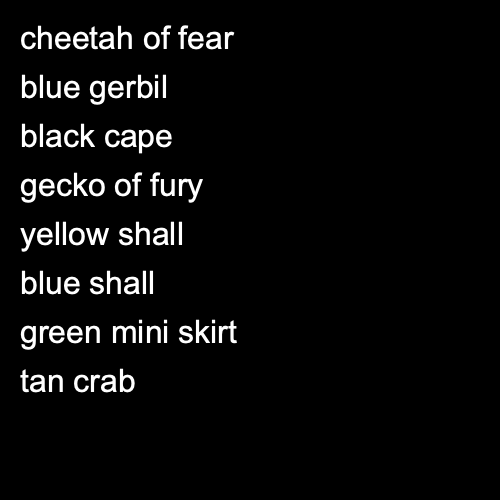 cheetah of fear
blue gerbil
black cape
gecko of fury
yellow shall
blue shall
green mini skirt
tan crab